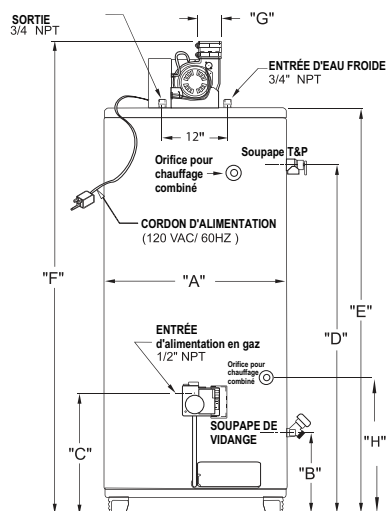 SORTIE
3/4 NPT
"G"
ENTRÉE D'EAU FROIDE
3/4" NPT
12"
Soupape T&P
Orifice pour
chauffage
combiné
CORDON D'ALIMENTATION
(120 VAC/ 60HZ )
"F"
"A"
"E"
"D"
ENTRÉE
d'alimentation en gaz
1/2" NPT
Orifice pour
chauffage
combiné
SOUPAPE DE
VIDANGE
"C"
"B"
"H"